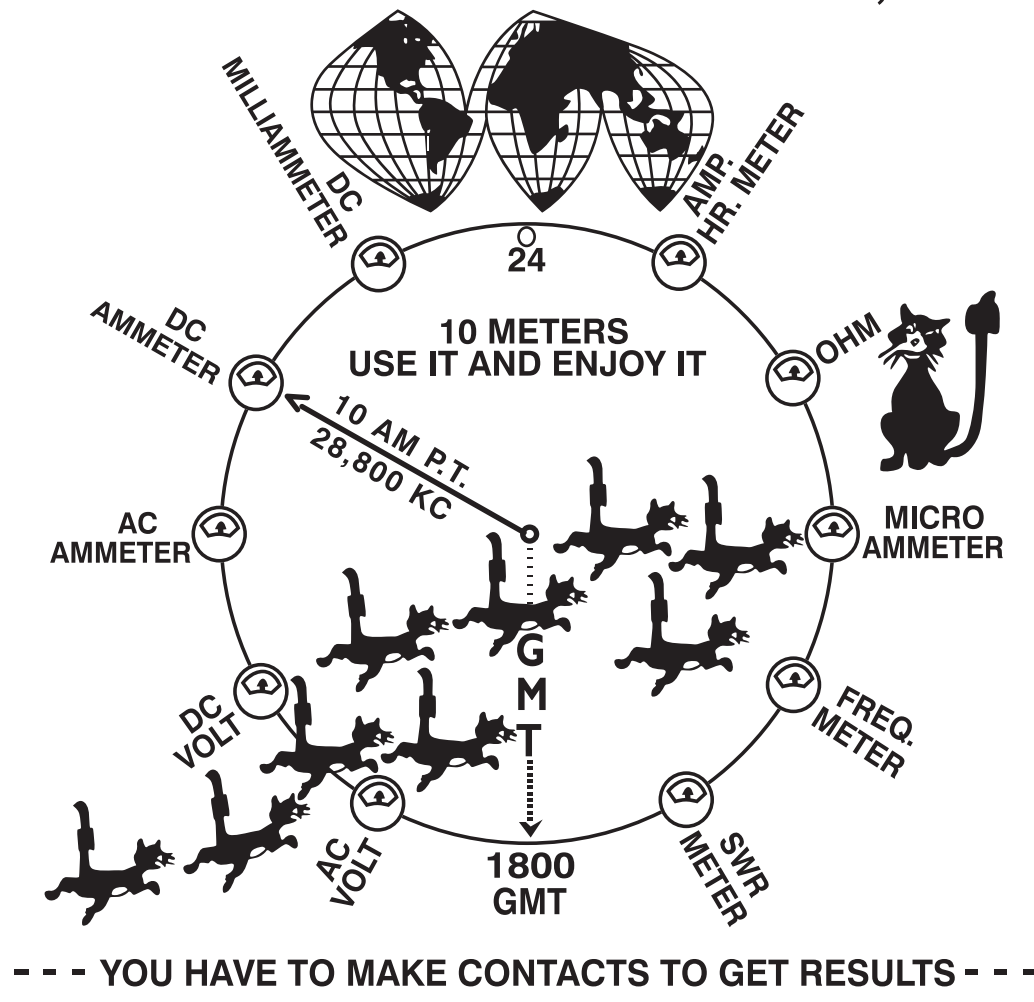 MILLIAMMETER
DC
AMP.
HR. METER
24
DC
AMMETER
10 METERS
USE IT AND ENJOY IT
OHM
10 AM P.T.
28,800 KC
AC
AMMETER
MICRO
AMMETER
G
M
T
DC
VOLT
FREQ.
METER
AC
VOLT
1800
GMT
SWR
METER
- - - YOU HAVE TO MAKE CONTACTS TO GET RESULTS - - -